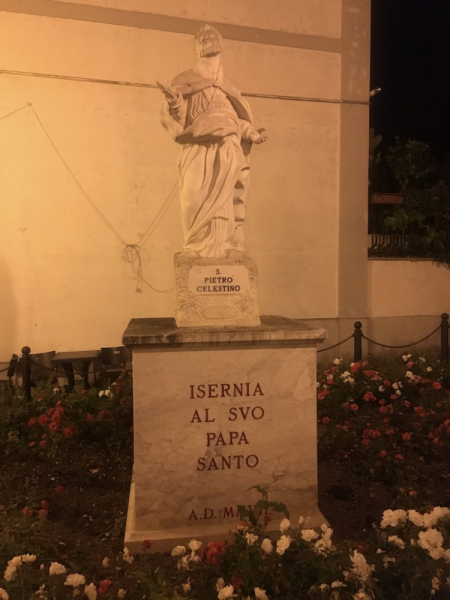 S.
PIETRO
CELESTINO
ISERNIA
AL SVO
PAPA
SANTO
A.D.